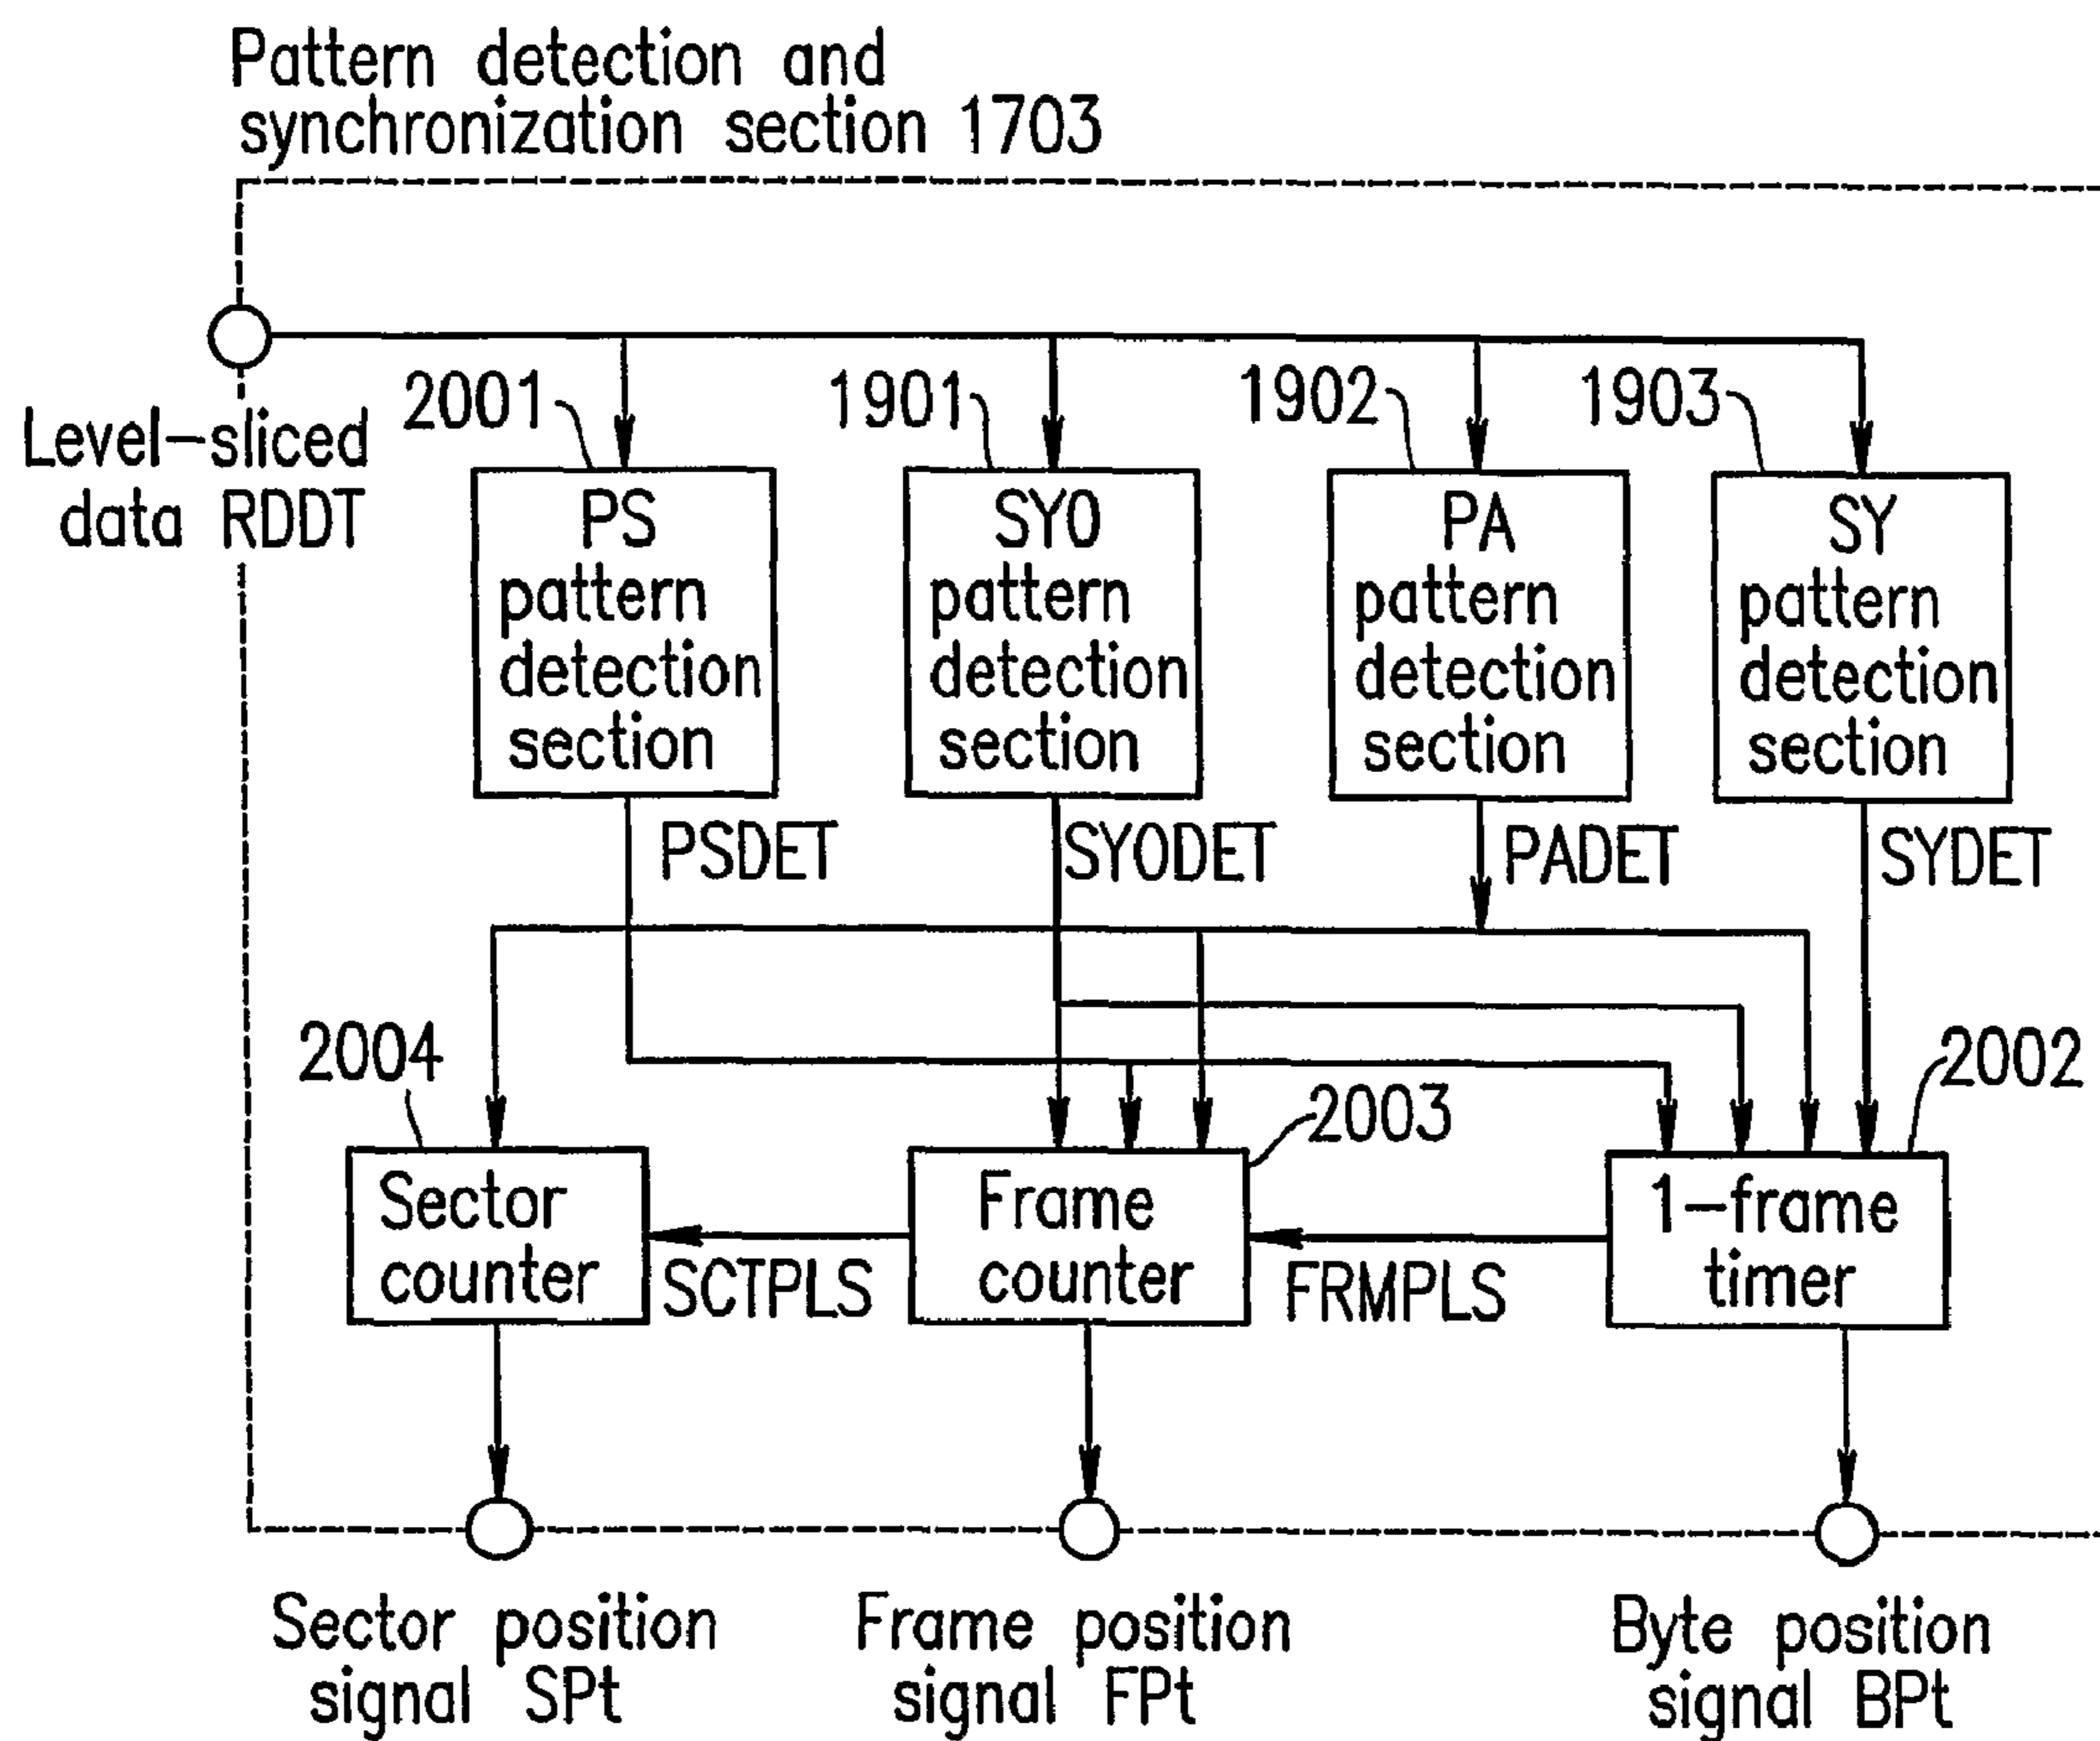 Pattern detection and
synchronization section 1703
Level-sliced
data RDDT
2001
1901
1902
1903
PS
pattern
detection
section
SY0
pattern
detection
section
PA
pattern
detection
section
SY
pattern
detection
section
PSDET
SY0DET
PADET
SYDET
2004
2003
2002
Sector
counter
SCTPLS
Frame
counter
FRMPLS
1-frame
timer
Sector position
signal SPt
Frame position
signal FPt
Byte position
signal BPt